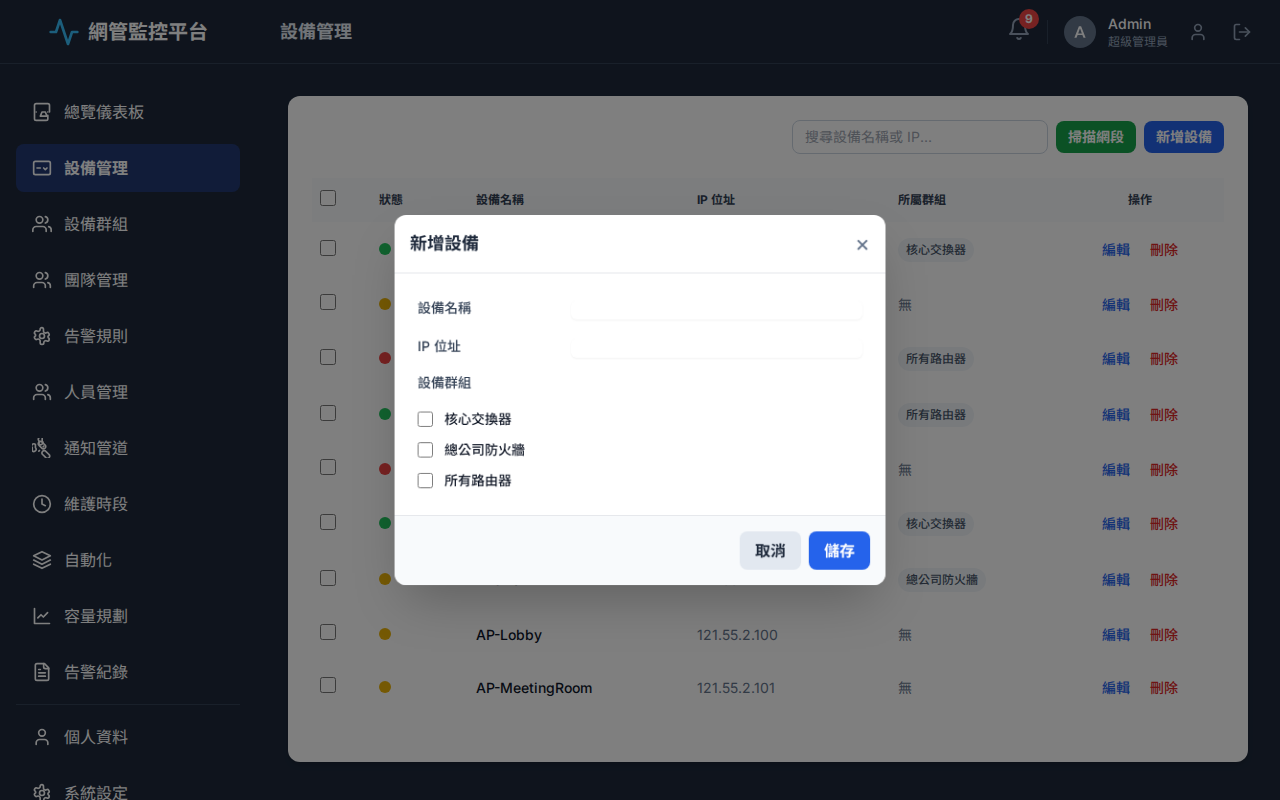 網管監控平台
設備管理
9
A
Admin
超級管理員
總覽儀表板
設備管理
設備群組
團隊管理
告警規則
人員管理
通知管道
維護時段
自動化
容量規劃
告警紀錄
個人資料
系統設定
搜尋設備名稱或 IP...
掃描網段
新增設備
狀態 設備名稱 IP 位址 所屬群組 操作
核心交換器 編輯 刪除
無 編輯 刪除
所有路由器 編輯 刪除
所有路由器 編輯 刪除
無 編輯 刪除
核心交換器 編輯 刪除
總公司防火牆 編輯 刪除
AP-Lobby 121.55.2.100 無 編輯 刪除
AP-MeetingRoom 121.55.2.101 無 編輯 刪除
新增設備
×
設備名稱
IP 位址
設備群組
核心交換器
總公司防火牆
所有路由器
取消
儲存